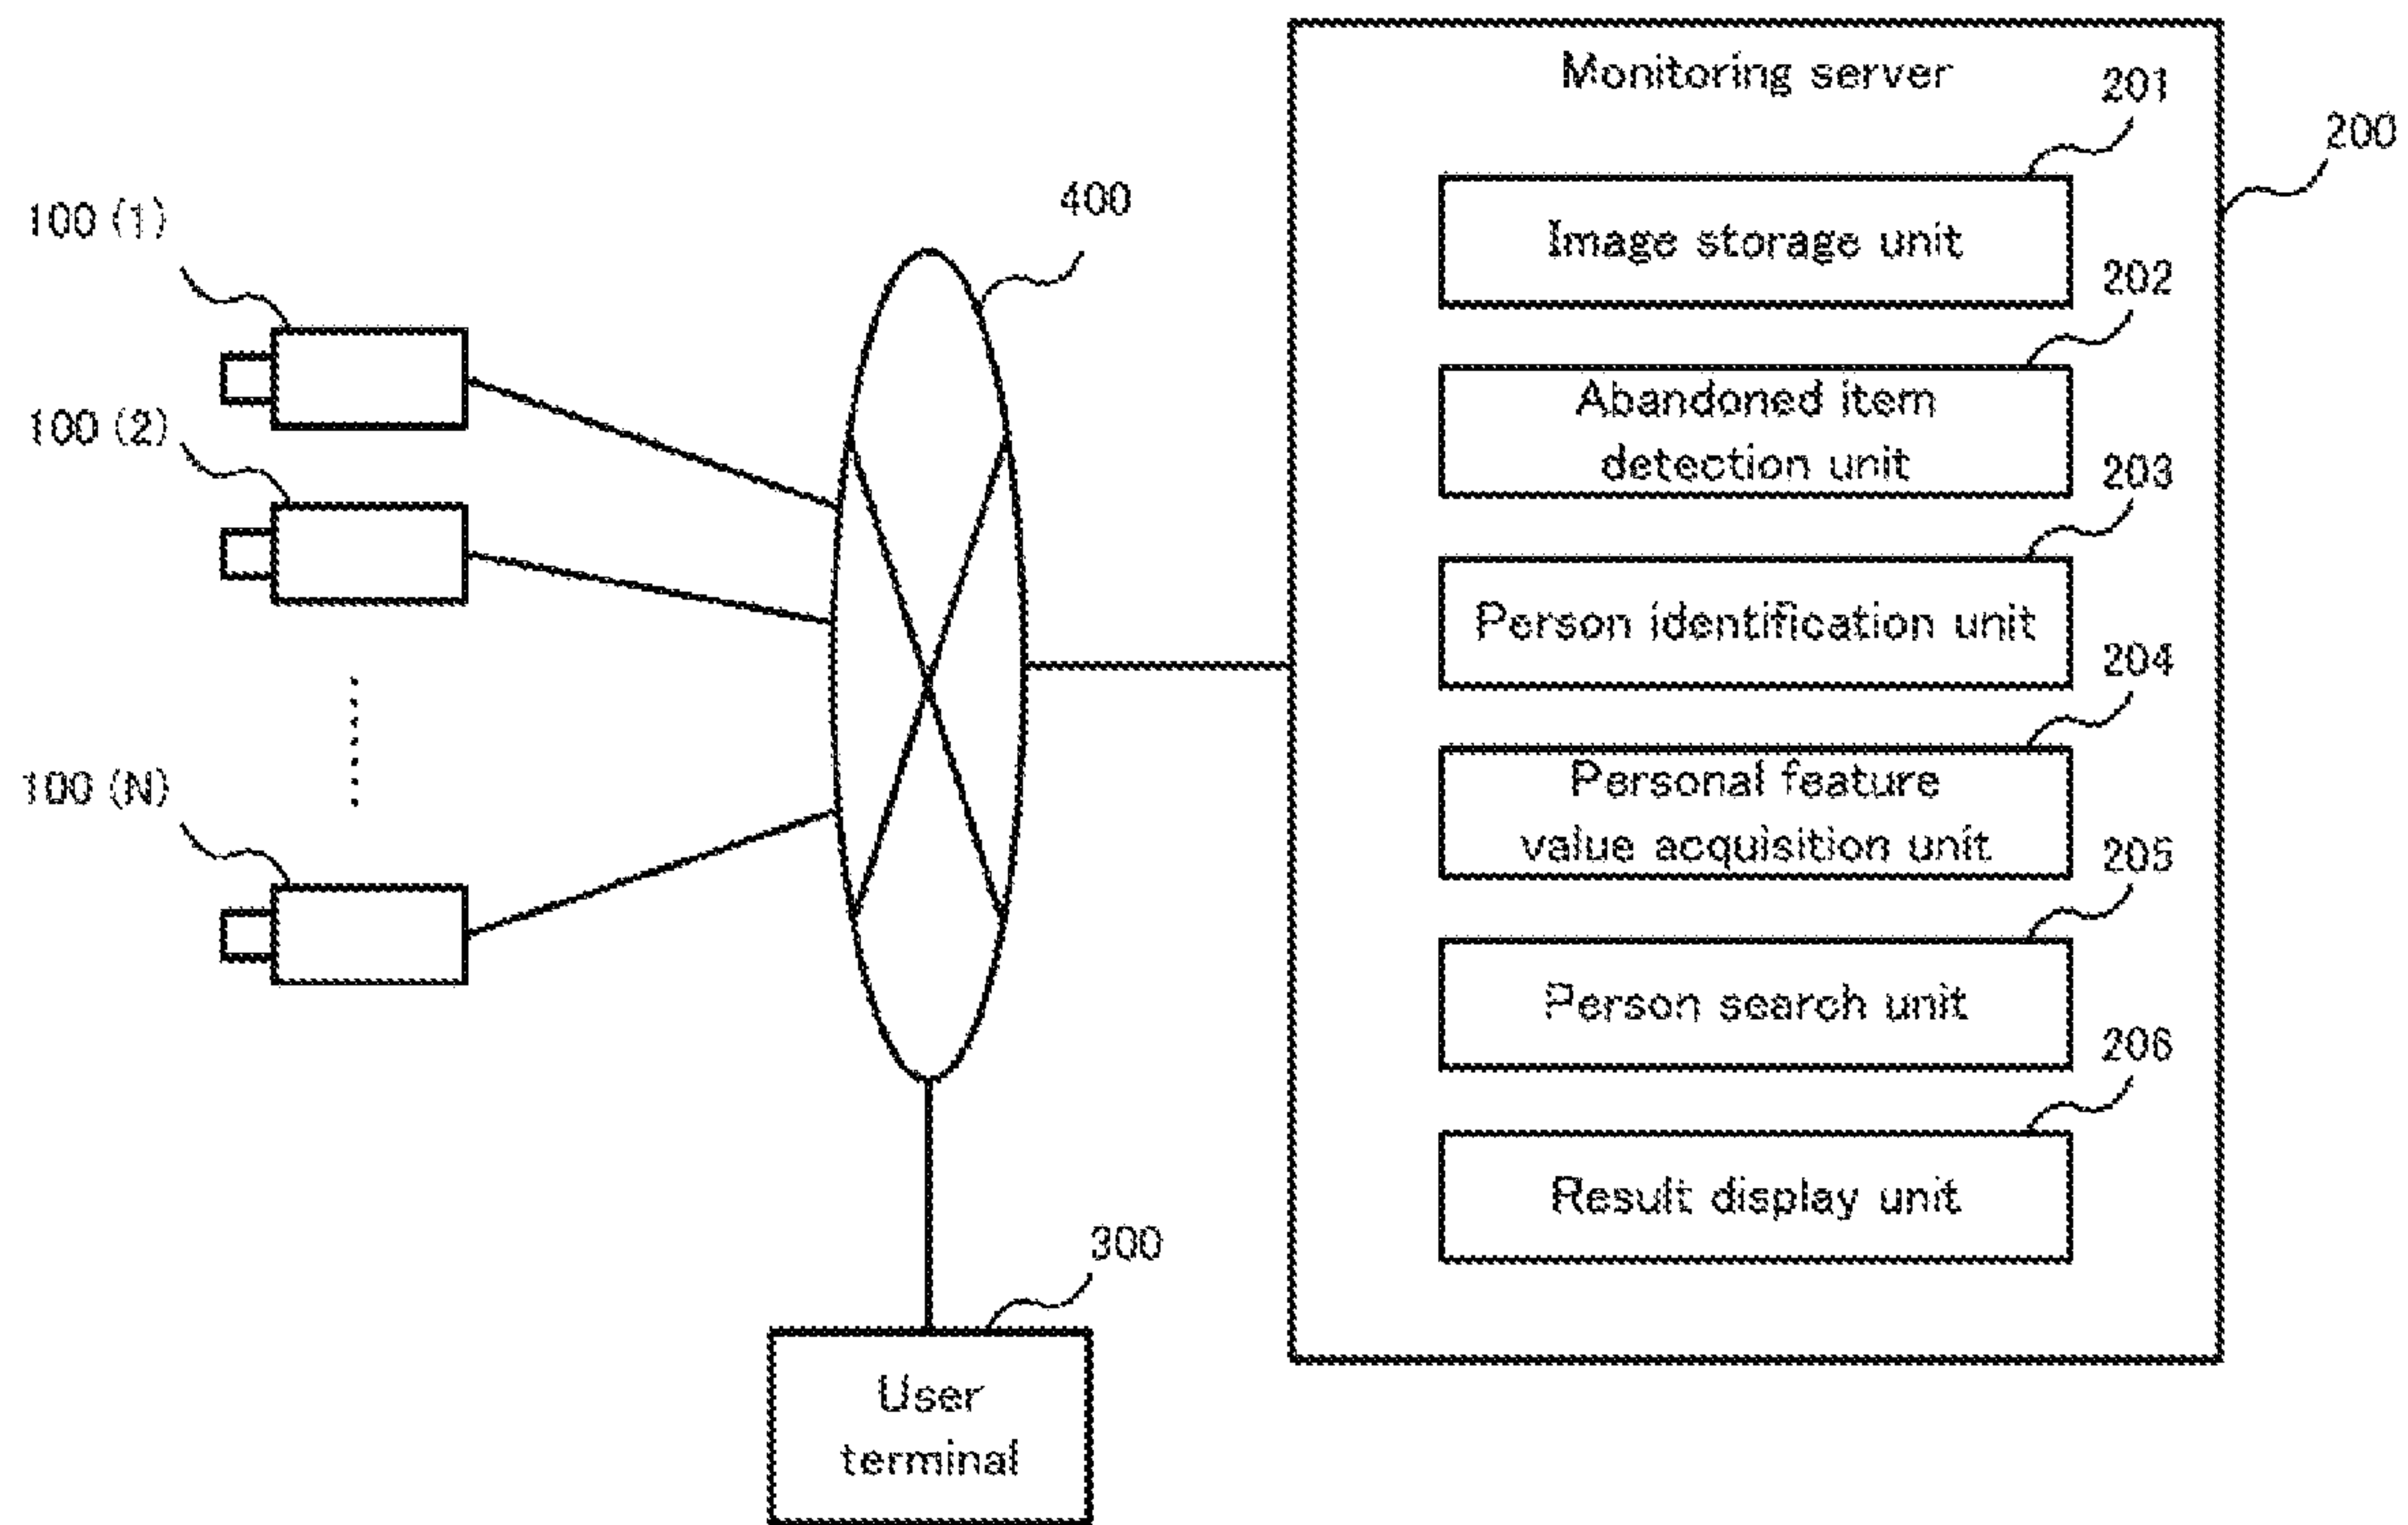 Monitoring server
200
201
Image storage unit
202
Abandoned item
detection unit
203
Person identification unit
204
Personal feature
value acquisition unit
205
Person search unit
206
Result display unit
400
100 (1)
100 (2)
100 (N)
300
User
terminal